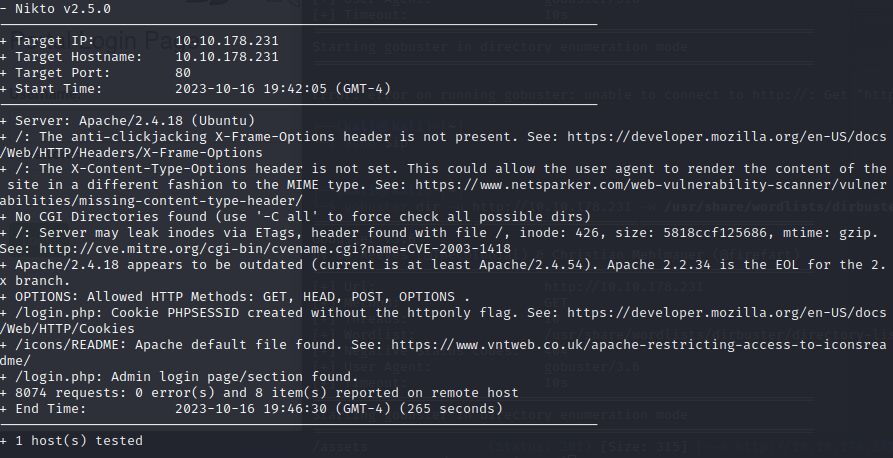 - Nikto v2.5.0
+ Target IP:          10.10.178.231
+ Target Hostname:    10.10.178.231
+ Target Port:        80
+ Start Time:         2023-10-16 19:42:05 (GMT-4)
+ Server: Apache/2.4.18 (Ubuntu)
+ /: The anti-clickjacking X-Frame-Options header is not present. See: https://developer.mozilla.org/en-US/docs
/Web/HTTP/Headers/X-Frame-Options
+ /: The X-Content-Type-Options header is not set. This could allow the user agent to render the content of the
 site in a different fashion to the MIME type. See: https://www.netsparker.com/web-vulnerability-scanner/vulner
abilities/missing-content-type-header/
+ No CGI Directories found (use '-C all' to force check all possible dirs)
+ /: Server may leak inodes via ETags, header found with file /, inode: 426, size: 5818ccf125686, mtime: gzip.
See: http://cve.mitre.org/cgi-bin/cvename.cgi?name=CVE-2003-1418
+ Apache/2.4.18 appears to be outdated (current is at least Apache/2.4.54). Apache 2.2.34 is the EOL for the 2.
x branch.
+ OPTIONS: Allowed HTTP Methods: GET, HEAD, POST, OPTIONS .
+ /login.php: Cookie PHPSESSID created without the httponly flag. See: https://developer.mozilla.org/en-US/docs
/Web/HTTP/Cookies
+ /icons/README: Apache default file found. See: https://www.vntweb.co.uk/apache-restricting-access-to-iconsrea
dme/
+ /login.php: Admin login page/section found.
+ 8074 requests: 0 error(s) and 8 item(s) reported on remote host
+ End Time:           2023-10-16 19:46:30 (GMT-4) (265 seconds)
+ 1 host(s) tested